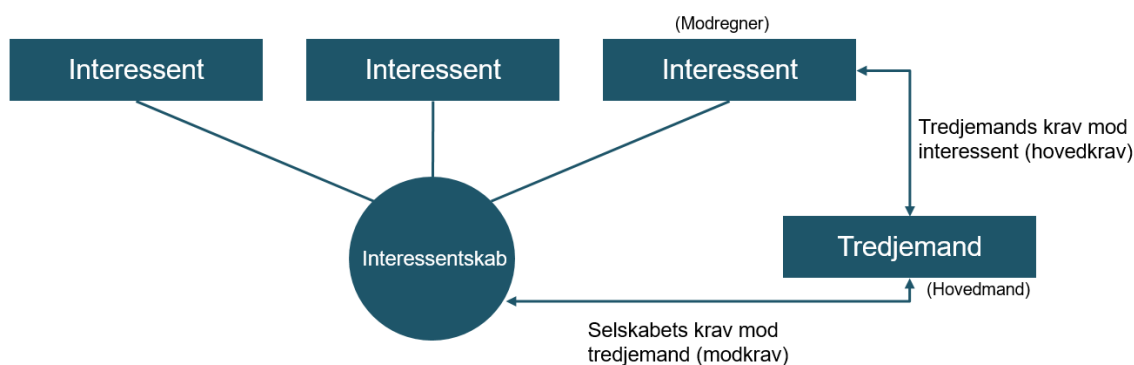 (Modregner)
Interessent
Interessent
Interessent
Tredjemands krav mod
interessent (hovedkrav)
Tredjemand
Interessentskab
(Hovedmand)
Selskabets krav mod
tredjemand (modkrav)